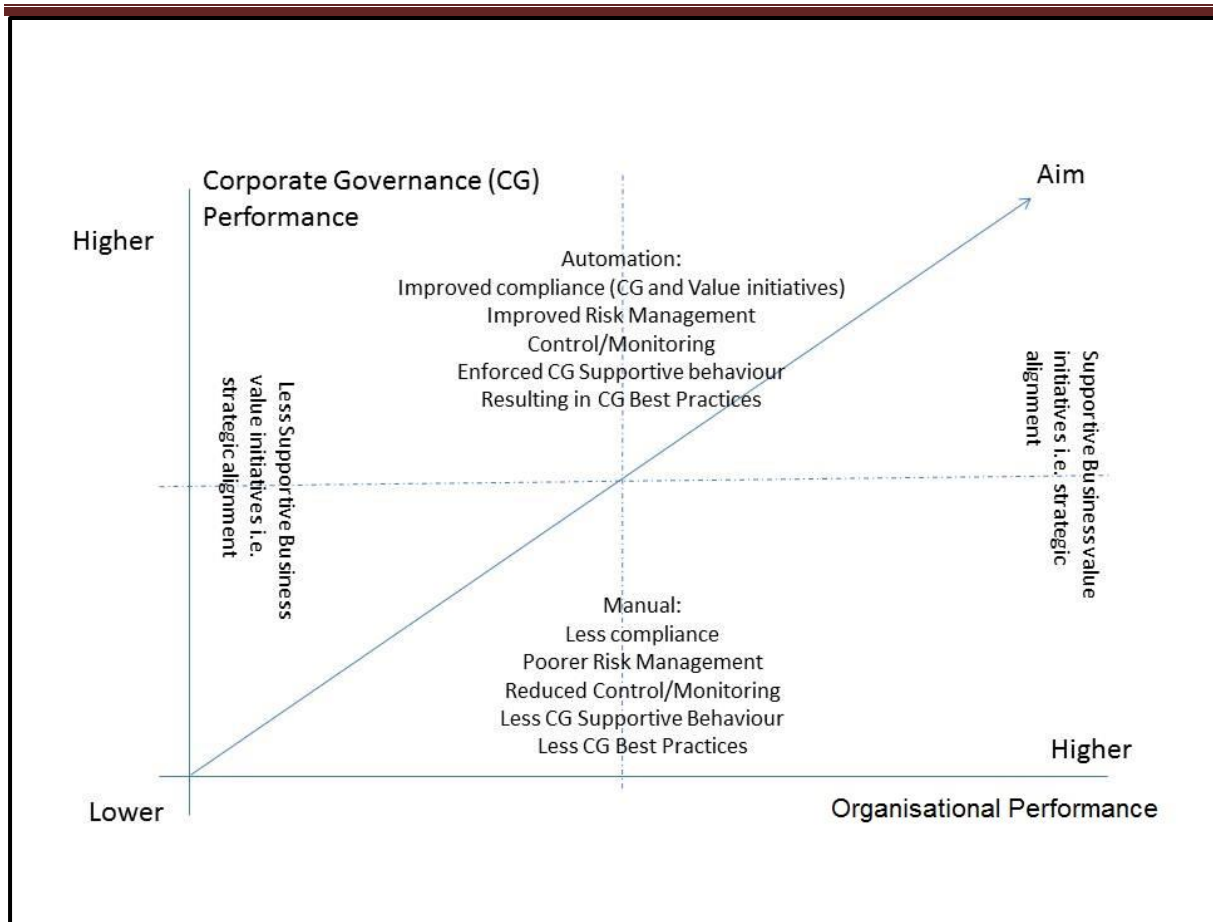 Corporate Governance (CG)
Performance
Aim
Higher
Automation:
Improved compliance (CG and Value initiatives)
Improved Risk Management
Control/Monitoring
Enforced CG Supportive behaviour
Resulting in CG Best Practices
Less Supportive Business
value initiatives i.e.
strategic alignment
Supportive Business value
initiatives i.e. strategic
alignment
Manual:
Less compliance
Poorer Risk Management
Reduced Control/Monitoring
Less CG Supportive Behaviour
Less CG Best Practices
Higher
Lower
Organisational Performance